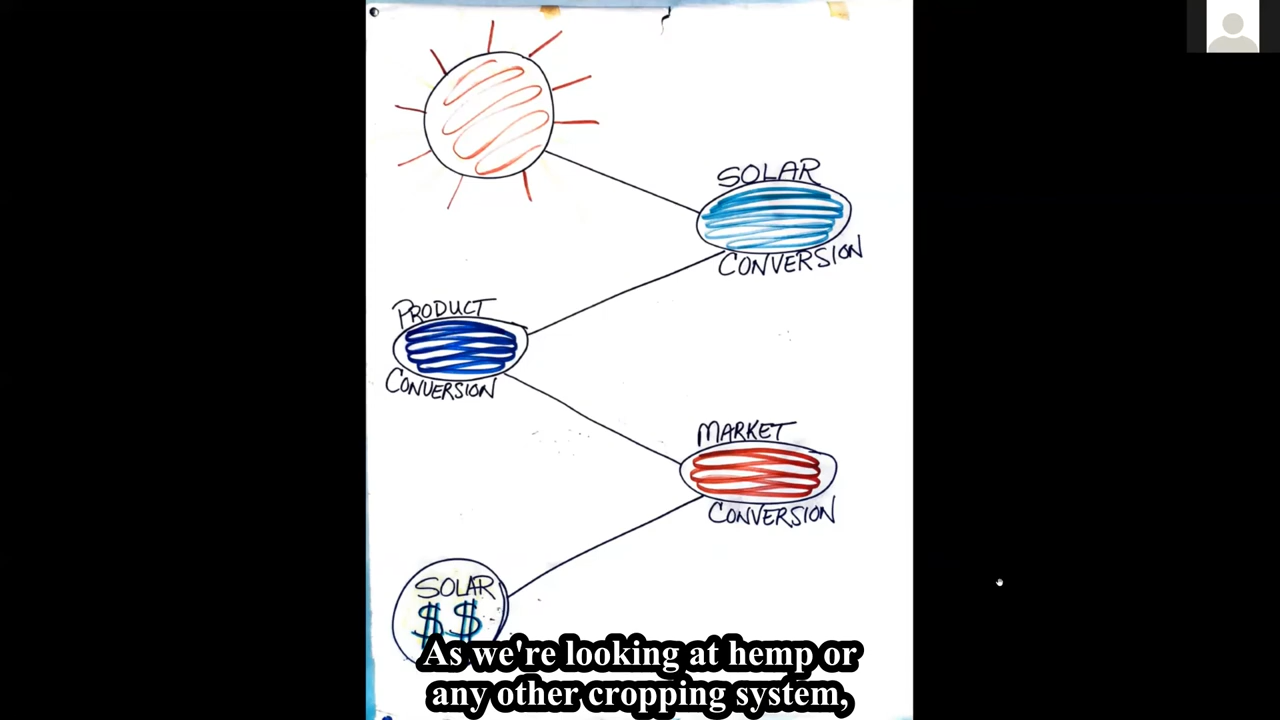 SOLAR
CONVERSION
PRODUCT
CONVERSION
MARKET
CONVERSION
SOLAR
$$
As we're looking at hemp or
any other cropping system,